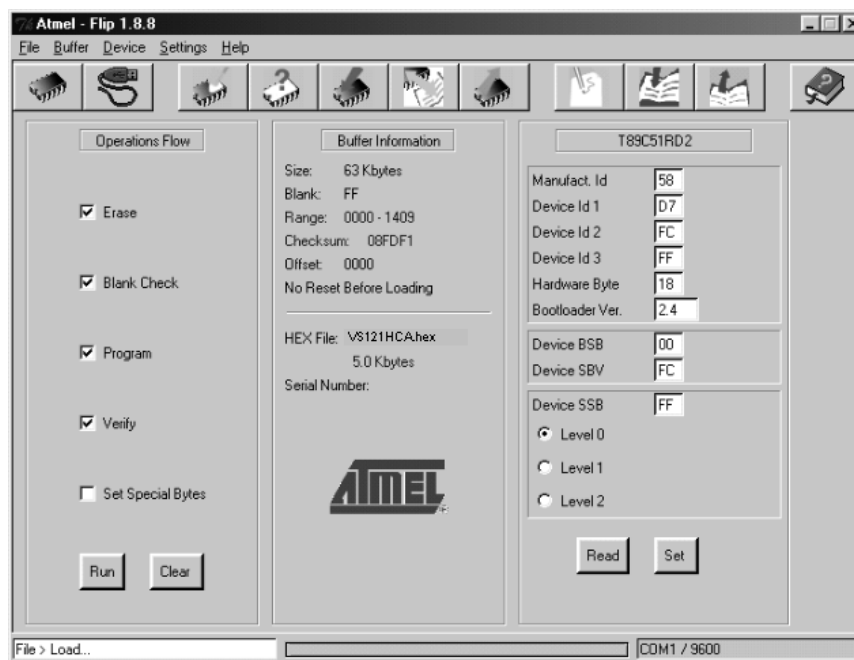 Atmel - Flip 1.8.8
File Buffer Device Settings Help
Operations Flow
Erase
Blank Check
Program
Verify
Set Special Bytes
Run Clear
Buffer Information
Size: 63 Kbytes
Blank: FF
Range: 0000 - 1409
Checksum: 08FDF1
Offset: 0000
No Reset Before Loading
HEX File: VS121HCA.hex
5.0 Kbytes
Serial Number:
ATMEL
T89C51RD2
Manufact. Id 58
Device Id 1 D7
Device Id 2 FC
Device Id 3 FF
Hardware Byte 18
Bootloader Ver. 2.4
Device BSB 00
Device SBV FC
Device SSB FF
Level 0
Level 1
Level 2
Read Set
File > Load...
COM1 / 9600